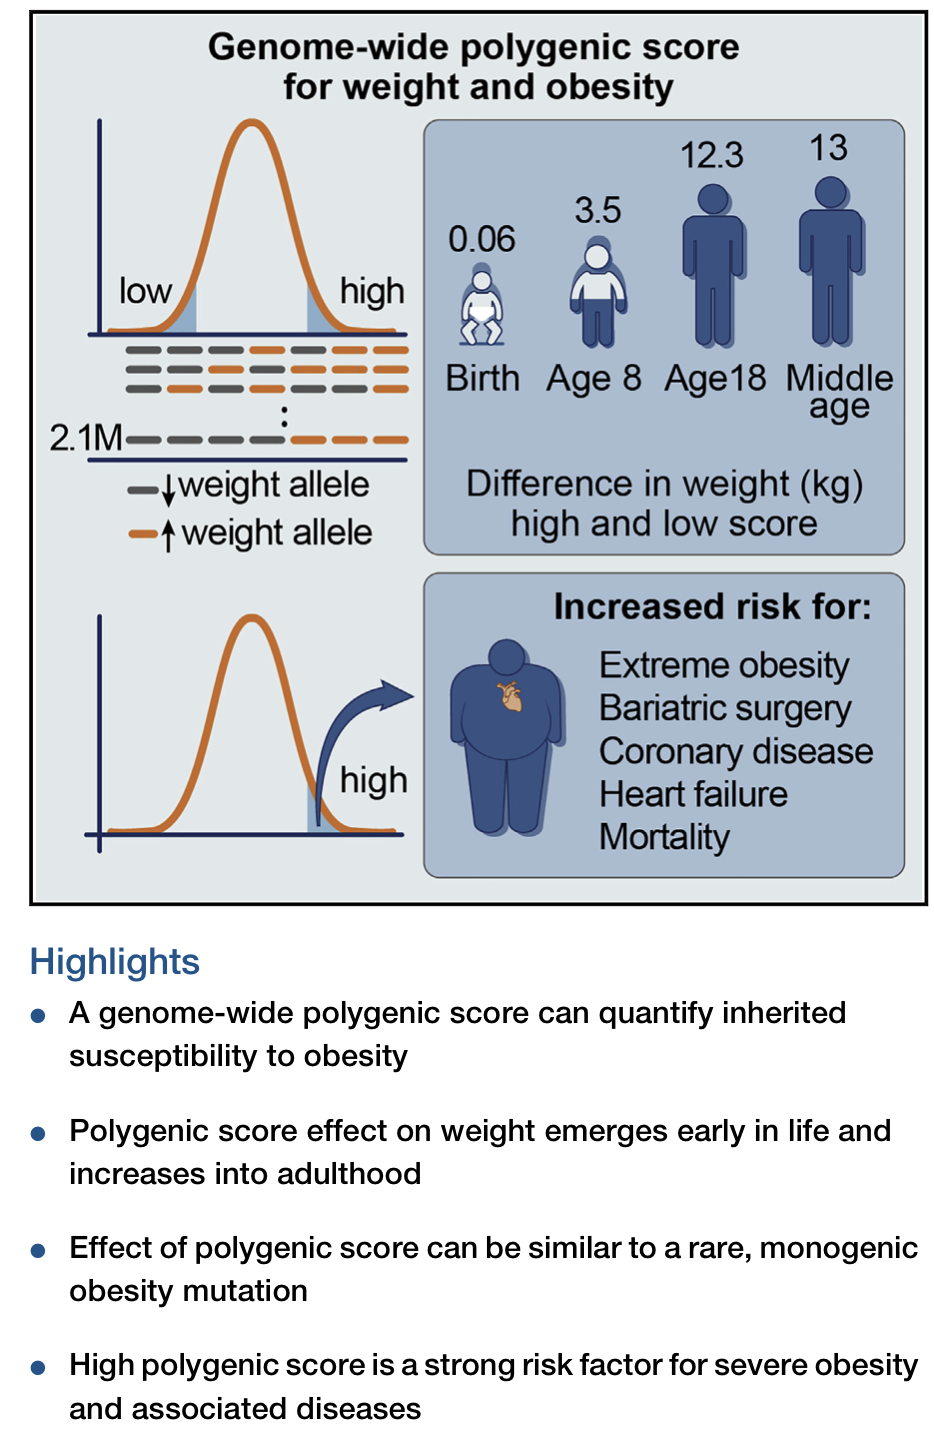 Genome-wide polygenic score
for weight and obesity
low
high
2.1M
:
↓weight allele
↑weight allele
0.06
3.5
12.3
13
Birth
Age 8
Age18
Middle
age
Difference in weight (kg)
high and low score
high
Increased risk for:
Extreme obesity
Bariatric surgery
Coronary disease
Heart failure
Mortality
Highlights
● A genome-wide polygenic score can quantify inherited
susceptibility to obesity
● Polygenic score effect on weight emerges early in life and
increases into adulthood
● Effect of polygenic score can be similar to a rare, monogenic
obesity mutation
● High polygenic score is a strong risk factor for severe obesity
and associated diseases